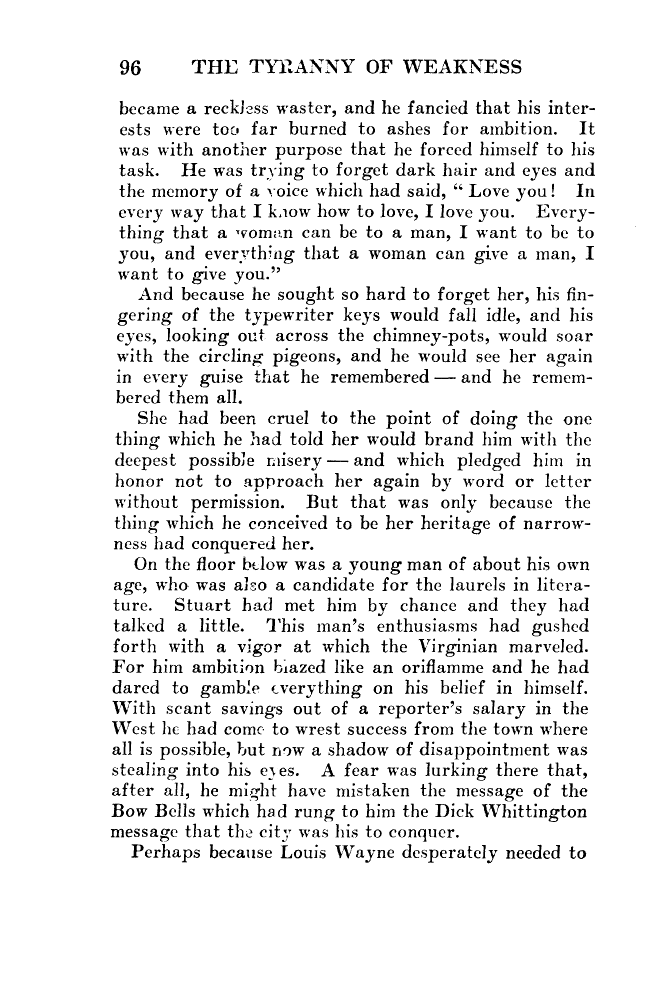 96 THE TYRANNY OF WEAKNESS
became a reckless waster, and he fancied that his inter-
ests were too far burned to ashes for ambition. It
was with another purpose that he forced himself to his
task. He was trying to forget dark hair and eyes and
the memory of a voice which had said, “ Love you! In
every way that I know how to love, I love you. Every-
thing that a woman can be to a man, I want to be to
you, and everything that a woman can give a man, I
want to give you.”
And because he sought so hard to forget her, his fin-
gering of the typewriter keys would fall idle, and his
eyes, looking out across the chimney-pots, would soar
with the circling pigeons, and he would see her again
in every guise that he remembered — and he remem-
bered them all.
She had been cruel to the point of doing the one
thing which he had told her would brand him with the
deepest possible misery — and which pledged him in
honor not to approach her again by word or letter
without permission. But that was only because the
thing which he conceived to be her heritage of narrow-
ness had conquered her.
On the floor below was a young man of about his own
age, who was also a candidate for the laurels in litera-
ture. Stuart had met him by chance and they had
talked a little. This man's enthusiasms had gushed
forth with a vigor at which the Virginian marveled.
For him ambition blazed like an oriflamme and he had
dared to gamble everything on his belief in himself.
With scant savings out of a reporter's salary in the
West he had come to wrest success from the town where
all is possible, but now a shadow of disappointment was
stealing into his eyes. A fear was lurking there that,
after all, he might have mistaken the message of the
Bow Bells which had rung to him the Dick Whittington
message that the city was his to conquer.
Perhaps because Louis Wayne desperately needed to